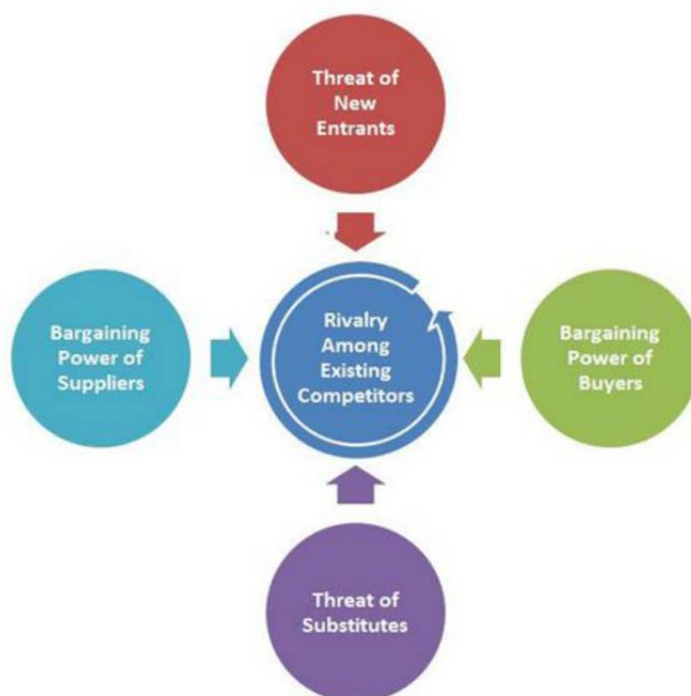 Threat of
New
Entrants
Bargaining
Power of
Suppliers
Rivalry
Among
Existing
Competitors
Bargaining
Power of
Buyers
Threat of
Substitutes